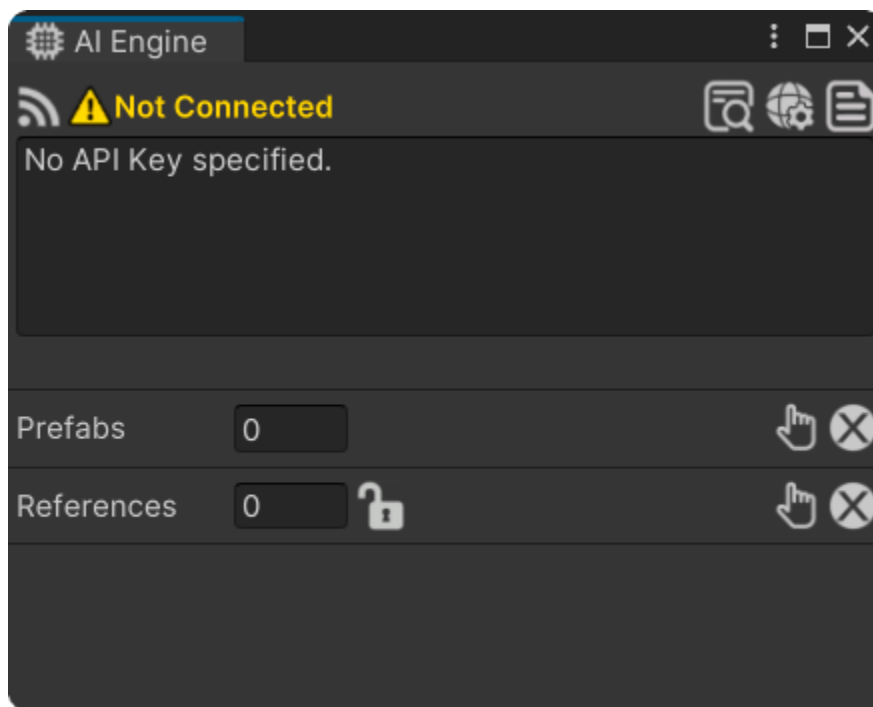 AI Engine
Not Connected
No API Key specified.
Prefabs 0
References 0